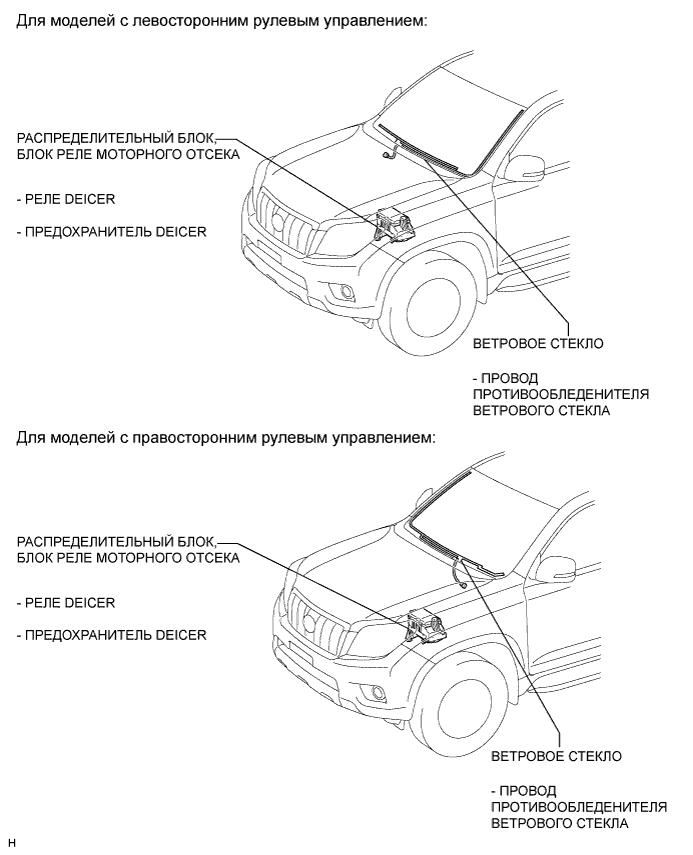 Для моделей с левосторонним рулевым управлением:
РАСПРЕДЕЛИТЕЛЬНЫЙ БЛОК,
БЛОК РЕЛЕ МОТОРНОГО ОТСЕКА
- РЕЛЕ DEICER
- ПРЕДОХРАНИТЕЛЬ DEICER
ВЕТРОВОЕ СТЕКЛО
- ПРОВОД
ПРОТИВООБЛЕДЕНИТЕЛЯ
ВЕТРОВОГО СТЕКЛА
Для моделей с правосторонним рулевым управлением:
РАСПРЕДЕЛИТЕЛЬНЫЙ БЛОК,
БЛОК РЕЛЕ МОТОРНОГО ОТСЕКА
- РЕЛЕ DEICER
- ПРЕДОХРАНИТЕЛЬ DEICER
ВЕТРОВОЕ СТЕКЛО
- ПРОВОД
ПРОТИВООБЛЕДЕНИТЕЛЯ
ВЕТРОВОГО СТЕКЛА
H